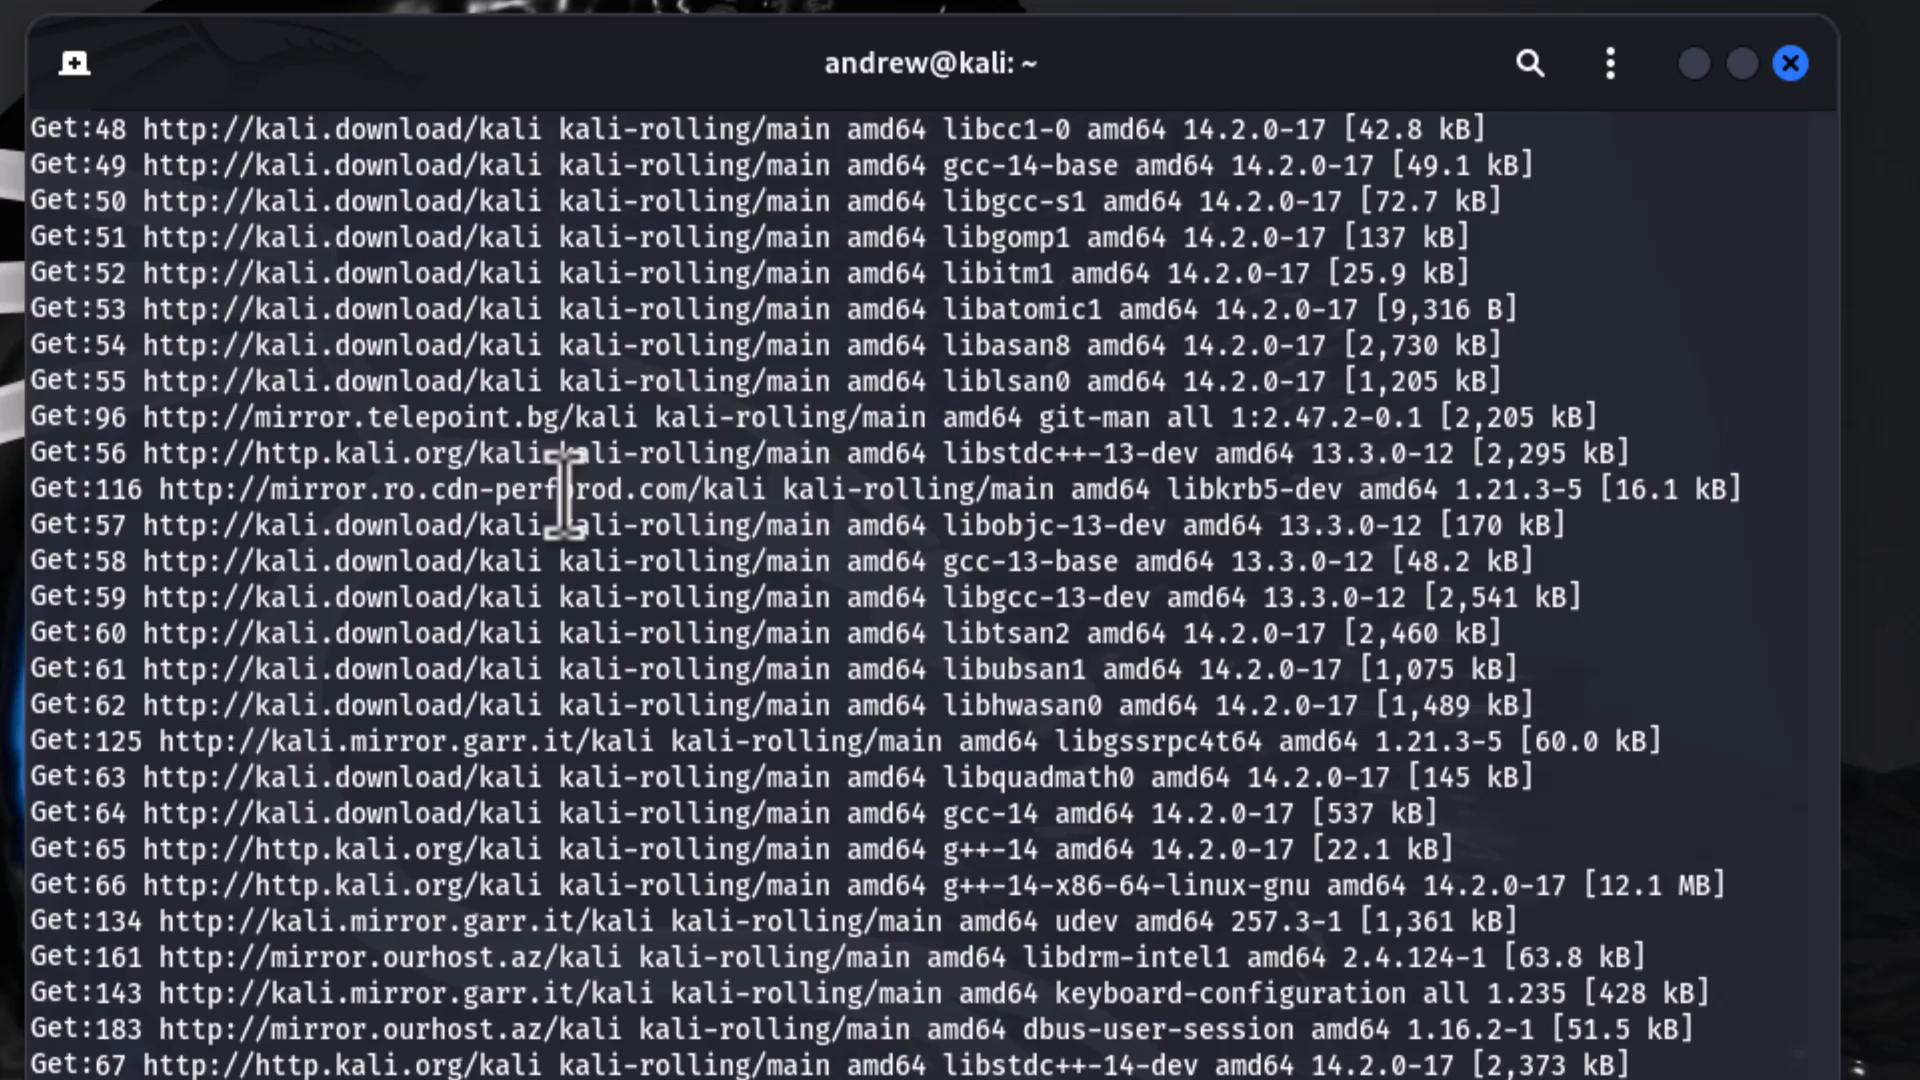 andrew@kali: ~
Get:48 http://kali.download/kali kali-rolling/main amd64 libcc1-0 amd64 14.2.0-17 [42.8 kB]
Get:49 http://kali.download/kali kali-rolling/main amd64 gcc-14-base amd64 14.2.0-17 [49.1 kB]
Get:50 http://kali.download/kali kali-rolling/main amd64 libgcc-s1 amd64 14.2.0-17 [72.7 kB]
Get:51 http://kali.download/kali kali-rolling/main amd64 libgomp1 amd64 14.2.0-17 [137 kB]
Get:52 http://kali.download/kali kali-rolling/main amd64 libitm1 amd64 14.2.0-17 [25.9 kB]
Get:53 http://kali.download/kali kali-rolling/main amd64 libatomic1 amd64 14.2.0-17 [9,316 B]
Get:54 http://kali.download/kali kali-rolling/main amd64 libasan8 amd64 14.2.0-17 [2,730 kB]
Get:55 http://kali.download/kali kali-rolling/main amd64 liblsan0 amd64 14.2.0-17 [1,205 kB]
Get:96 http://mirror.telepoint.bg/kali kali-rolling/main amd64 git-man all 1:2.47.2-0.1 [2,205 kB]
Get:56 http://http.kali.org/kali kali-rolling/main amd64 libstdc++-13-dev amd64 13.3.0-12 [2,295 kB]
Get:116 http://mirror.ro.cdn-perfprod.com/kali kali-rolling/main amd64 libkrb5-dev amd64 1.21.3-5 [16.1 kB]
Get:57 http://kali.download/kali kali-rolling/main amd64 libobjc-13-dev amd64 13.3.0-12 [170 kB]
Get:58 http://kali.download/kali kali-rolling/main amd64 gcc-13-base amd64 13.3.0-12 [48.2 kB]
Get:59 http://kali.download/kali kali-rolling/main amd64 libgcc-13-dev amd64 13.3.0-12 [2,541 kB]
Get:60 http://kali.download/kali kali-rolling/main amd64 libtsan2 amd64 14.2.0-17 [2,460 kB]
Get:61 http://kali.download/kali kali-rolling/main amd64 libubsan1 amd64 14.2.0-17 [1,075 kB]
Get:62 http://kali.download/kali kali-rolling/main amd64 libhwasan0 amd64 14.2.0-17 [1,489 kB]
Get:125 http://kali.mirror.garr.it/kali kali-rolling/main amd64 libgssrpc4t64 amd64 1.21.3-5 [60.0 kB]
Get:63 http://kali.download/kali kali-rolling/main amd64 libquadmath0 amd64 14.2.0-17 [145 kB]
Get:64 http://kali.download/kali kali-rolling/main amd64 gcc-14 amd64 14.2.0-17 [537 kB]
Get:65 http://http.kali.org/kali kali-rolling/main amd64 g++-14 amd64 14.2.0-17 [22.1 kB]
Get:66 http://http.kali.org/kali kali-rolling/main amd64 g++-14-x86-64-linux-gnu amd64 14.2.0-17 [12.1 MB]
Get:134 http://kali.mirror.garr.it/kali kali-rolling/main amd64 udev amd64 257.3-1 [1,361 kB]
Get:161 http://mirror.ourhost.az/kali kali-rolling/main amd64 libdrm-intel1 amd64 2.4.124-1 [63.8 kB]
Get:143 http://kali.mirror.garr.it/kali kali-rolling/main amd64 keyboard-configuration all 1.235 [428 kB]
Get:183 http://mirror.ourhost.az/kali kali-rolling/main amd64 dbus-user-session amd64 1.16.2-1 [51.5 kB]
Get:67 http://http.kali.org/kali kali-rolling/main amd64 libstdc++-14-dev amd64 14.2.0-17 [2,373 kB]